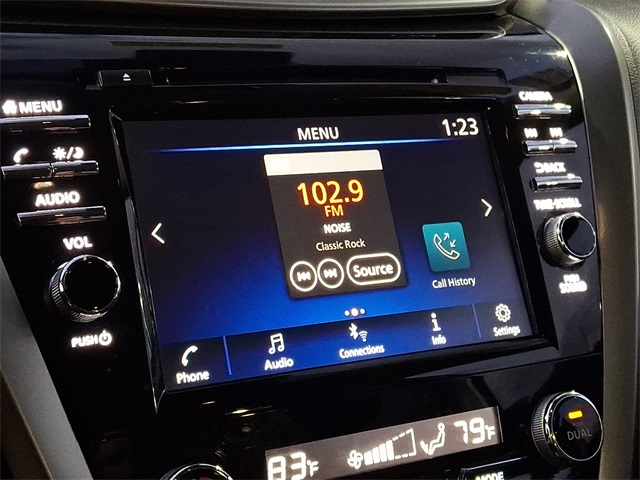 MENU
CAMERA
MENU
1:23
BACK
AUDIO
102.9
FM
NOISE
Classic Rock
TUNE·SCROLL
VOL
Source
Call History
PUSH
SOUND
Phone
Audio
Connections
Info
Settings
83°F
79°F
DUAL
MODE